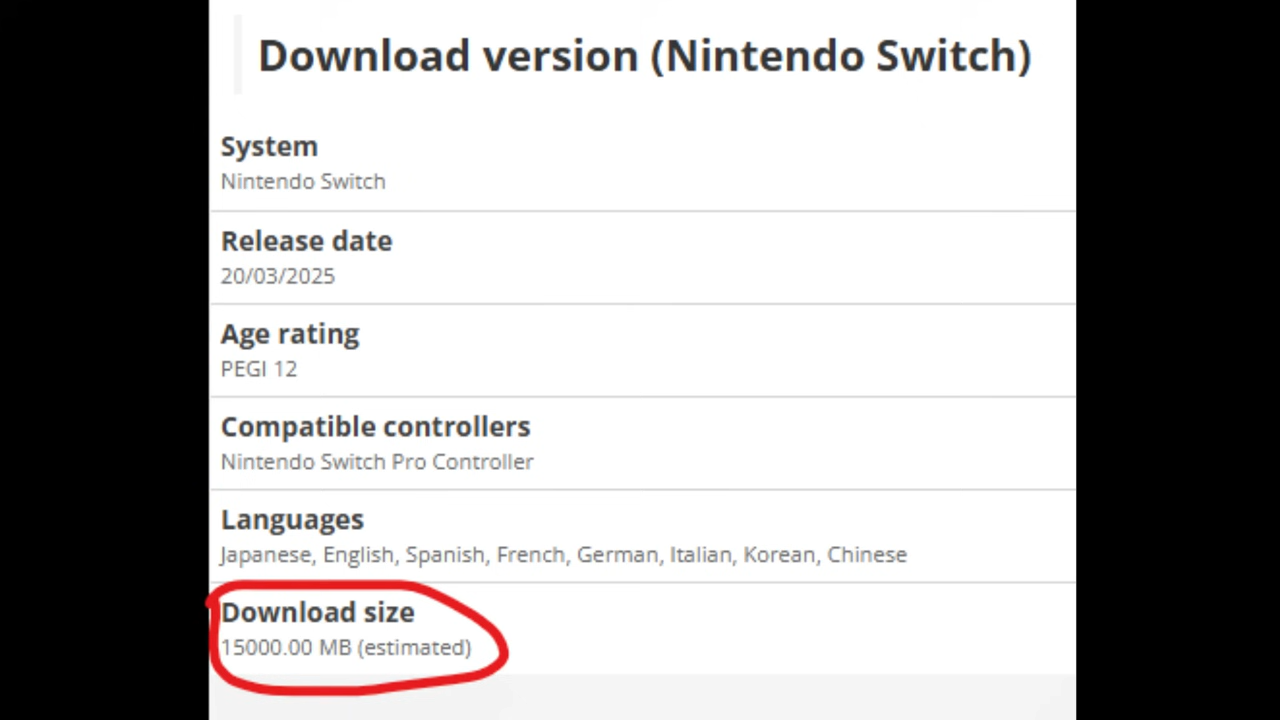 Download version (Nintendo Switch)
System
Nintendo Switch
Release date
20/03/2025
Age rating
PEGI 12
Compatible controllers
Nintendo Switch Pro Controller
Languages
Japanese, English, Spanish, French, German, Italian, Korean, Chinese
Download size
15000.00 MB (estimated)